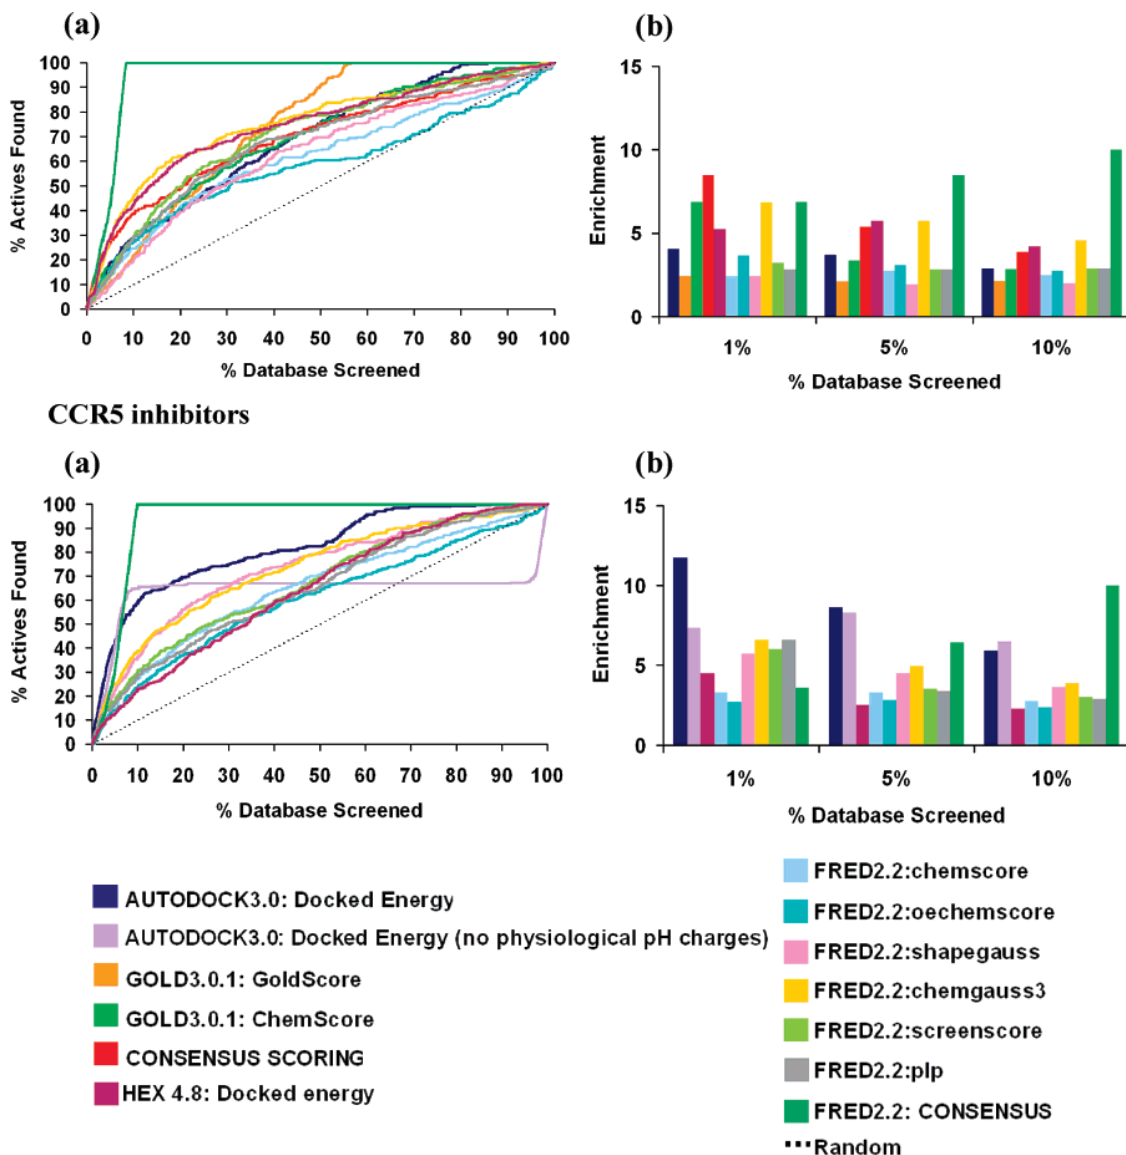 (a)
(b)
100
90
80
70
60
50
40
30
20
10
0
% Actives Found
0 10 20 30 40 50 60 70 80 90 100
% Database Screened
15
10
5
0
Enrichment
1% 5% 10%
% Database Screened
CCR5 inhibitors
(a)
(b)
100
90
80
70
60
50
40
30
20
10
0
% Actives Found
0 10 20 30 40 50 60 70 80 90 100
% Database Screened
15
10
5
0
Enrichment
1% 5% 10%
% Database Screened
AUTODOCK3.0: Docked Energy
AUTODOCK3.0: Docked Energy (no physiological pH charges)
GOLD3.0.1: GoldScore
GOLD3.0.1: ChemScore
CONSENSUS SCORING
HEX 4.8: Docked energy
FRED2.2:chemscore
FRED2.2:oechemscore
FRED2.2:shapegauss
FRED2.2:chemgauss3
FRED2.2:screenscore
FRED2.2:plp
FRED2.2: CONSENSUS
Random